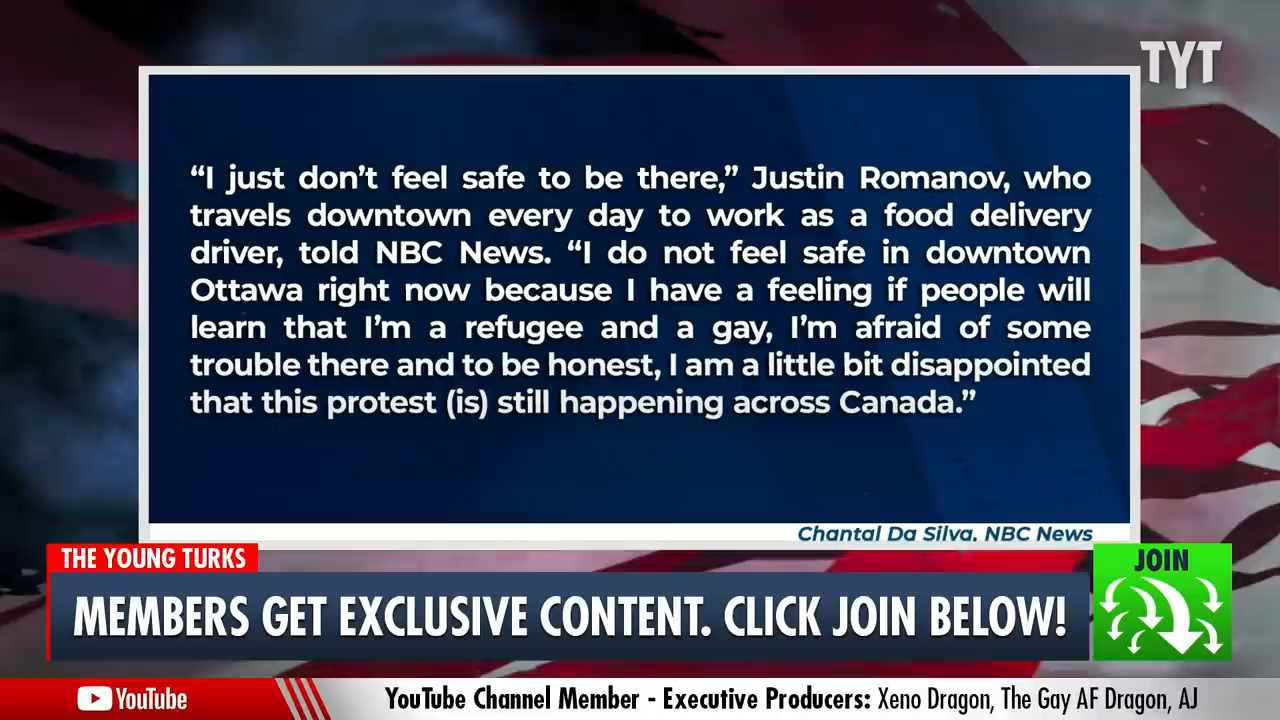 TYT
“I just don’t feel safe to be there,” Justin Romanov, who
travels downtown every day to work as a food delivery
driver, told NBC News. “I do not feel safe in downtown
Ottawa right now because I have a feeling if people will
learn that I’m a refugee and a gay, I’m afraid of some
trouble there and to be honest, I am a little bit disappointed
that this protest (is) still happening across Canada.”
Chantal Da Silva, NBC News
THE YOUNG TURKS
MEMBERS GET EXCLUSIVE CONTENT. CLICK JOIN BELOW!
JOIN
YouTube
YouTube Channel Member - Executive Producers: Xeno Dragon, The Gay AF Dragon, AJ